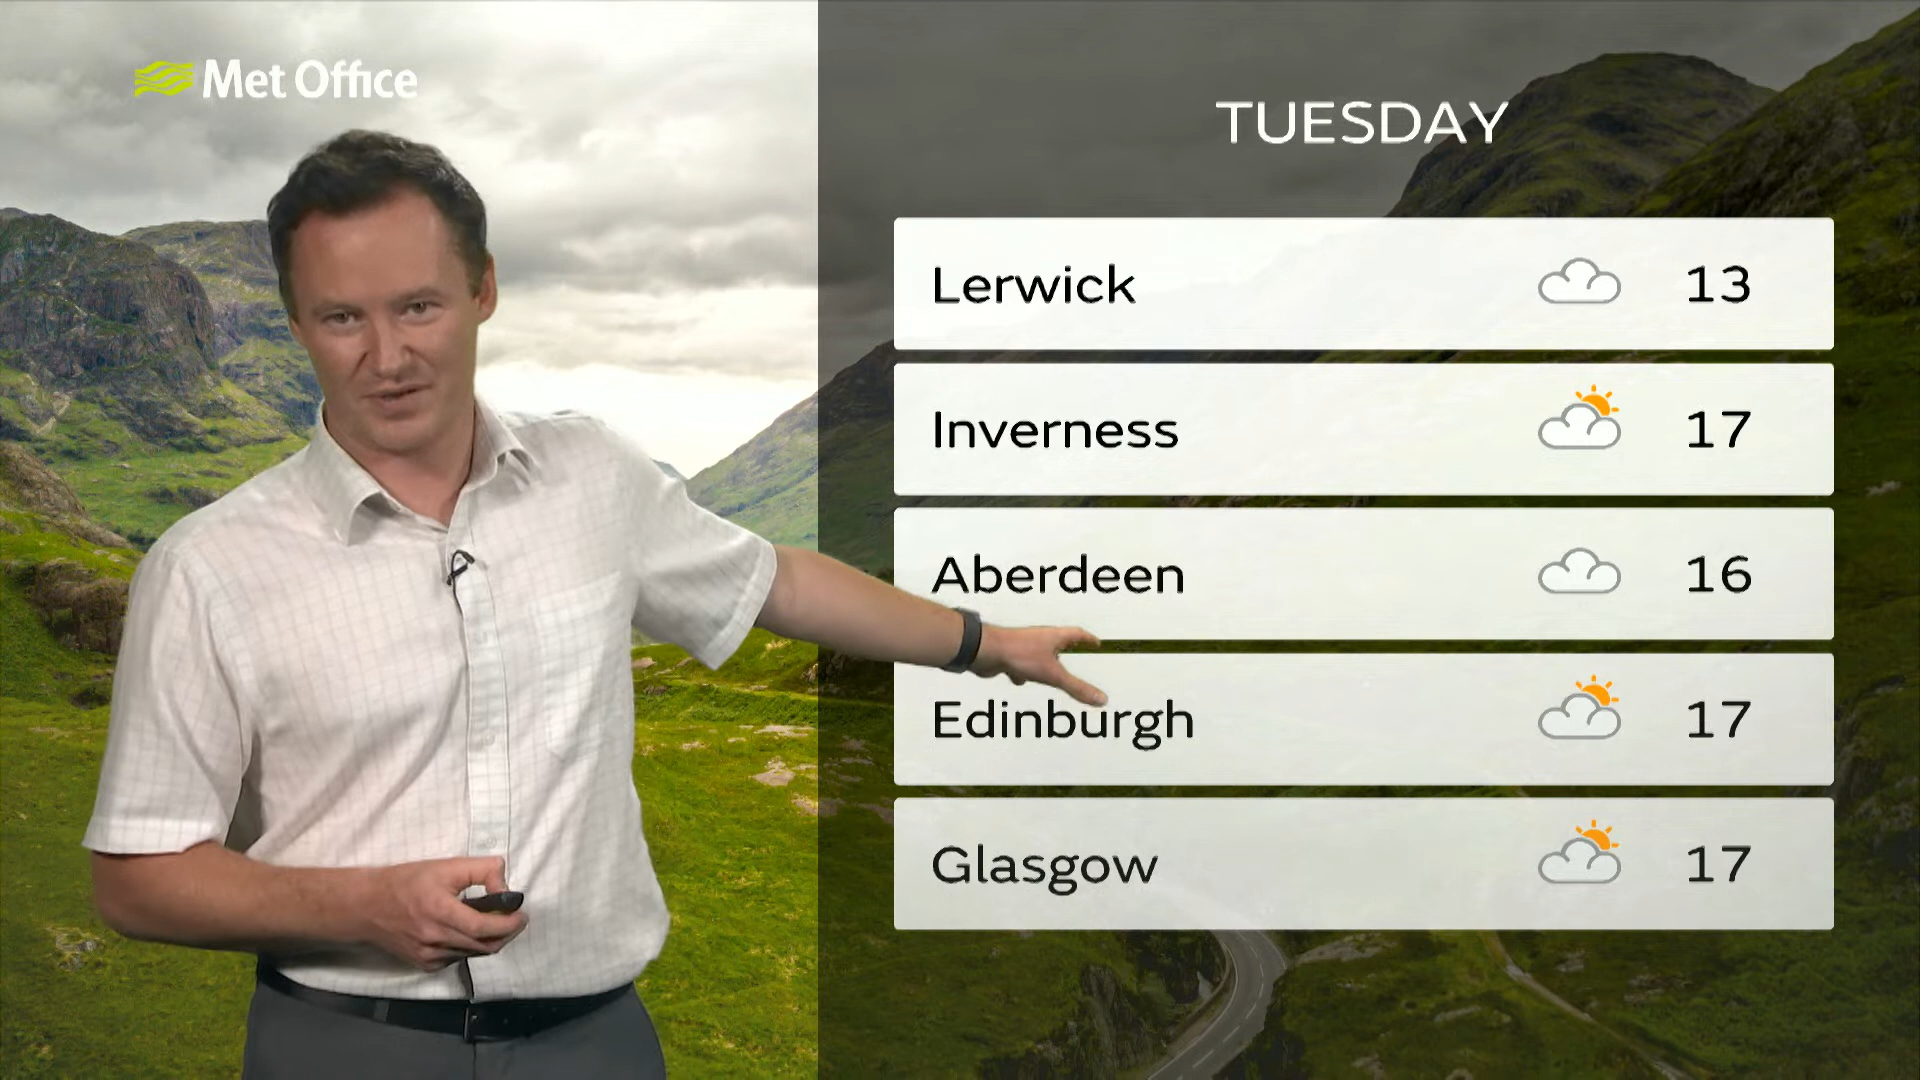 Met Office
TUESDAY
Lerwick 13
Inverness 17
Aberdeen 16
Edinburgh 17
Glasgow 17